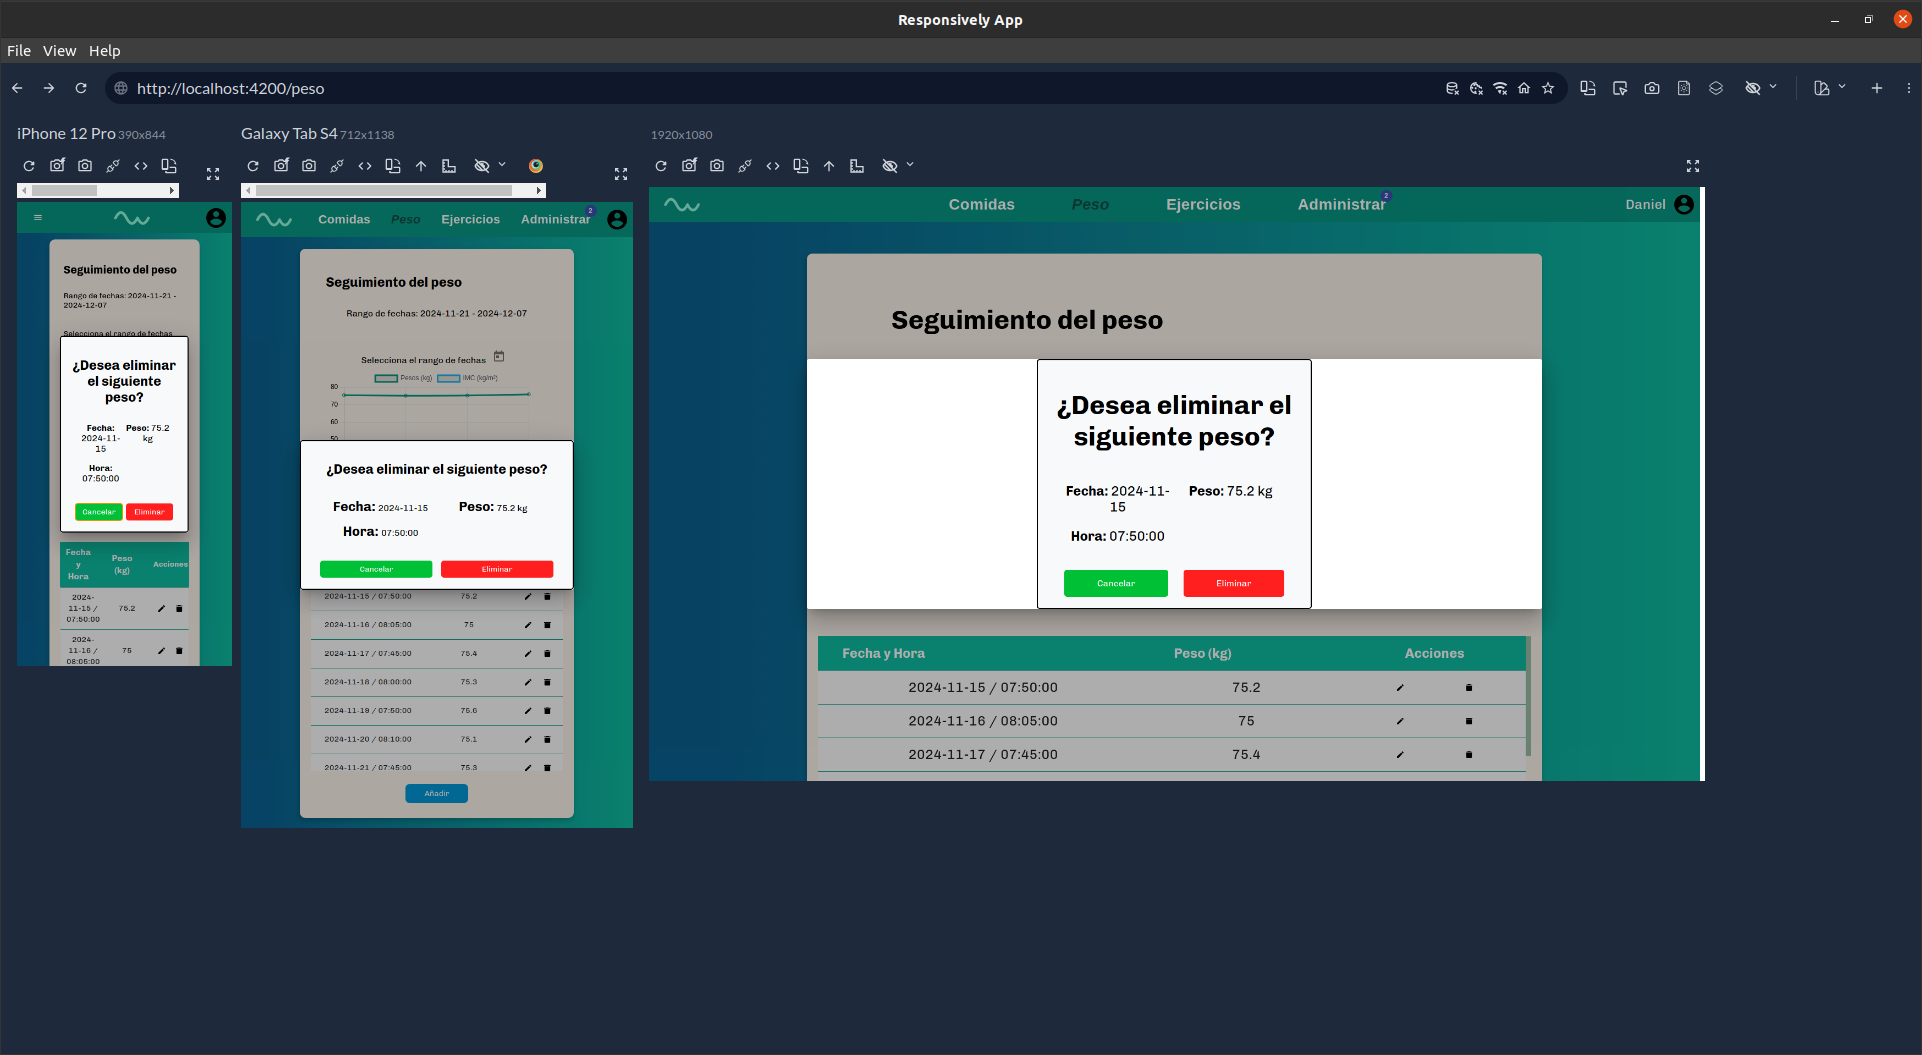 Responsively App
File View Help
http://localhost:4200/peso
iPhone 12 Pro 390x844
Seguimiento del peso
Rango de fechas: 2024-11-21 -
2024-12-07
Selecciona el rango de fechas
¿Desea eliminar
el siguiente
peso?
Fecha:
2024-11-
15
Peso: 75.2
kg
Hora:
07:50:00
Cancelar Eliminar
Fecha
y
Hora
Peso
(kg)
Acciones
2024-
11-15 /
07:50:00
75.2
2024-
11-16 /
08:05:00
75
Galaxy Tab S4 712x1138
Comidas Peso Ejercicios Administrar 2
Seguimiento del peso
Rango de fechas: 2024-11-21 - 2024-12-07
Selecciona el rango de fechas
Pesos (kg) IMC (kg/m²)
80
70
60
50
¿Desea eliminar el siguiente peso?
Fecha: 2024-11-15 Peso: 75.2 kg
Hora: 07:50:00
Cancelar Eliminar
2024-11-15 / 07:50:00 75.2
2024-11-16 / 08:05:00 75
2024-11-17 / 07:45:00 75.4
2024-11-18 / 08:00:00 75.3
2024-11-19 / 07:50:00 75.6
2024-11-20 / 08:10:00 75.1
2024-11-21 / 07:45:00 75.3
Añadir
1920x1080
Comidas Peso Ejercicios Administrar 2 Daniel
Seguimiento del peso
¿Desea eliminar el
siguiente peso?
Fecha: 2024-11-
15
Peso: 75.2 kg
Hora: 07:50:00
Cancelar Eliminar
Fecha y Hora Peso (kg) Acciones
2024-11-15 / 07:50:00 75.2
2024-11-16 / 08:05:00 75
2024-11-17 / 07:45:00 75.4